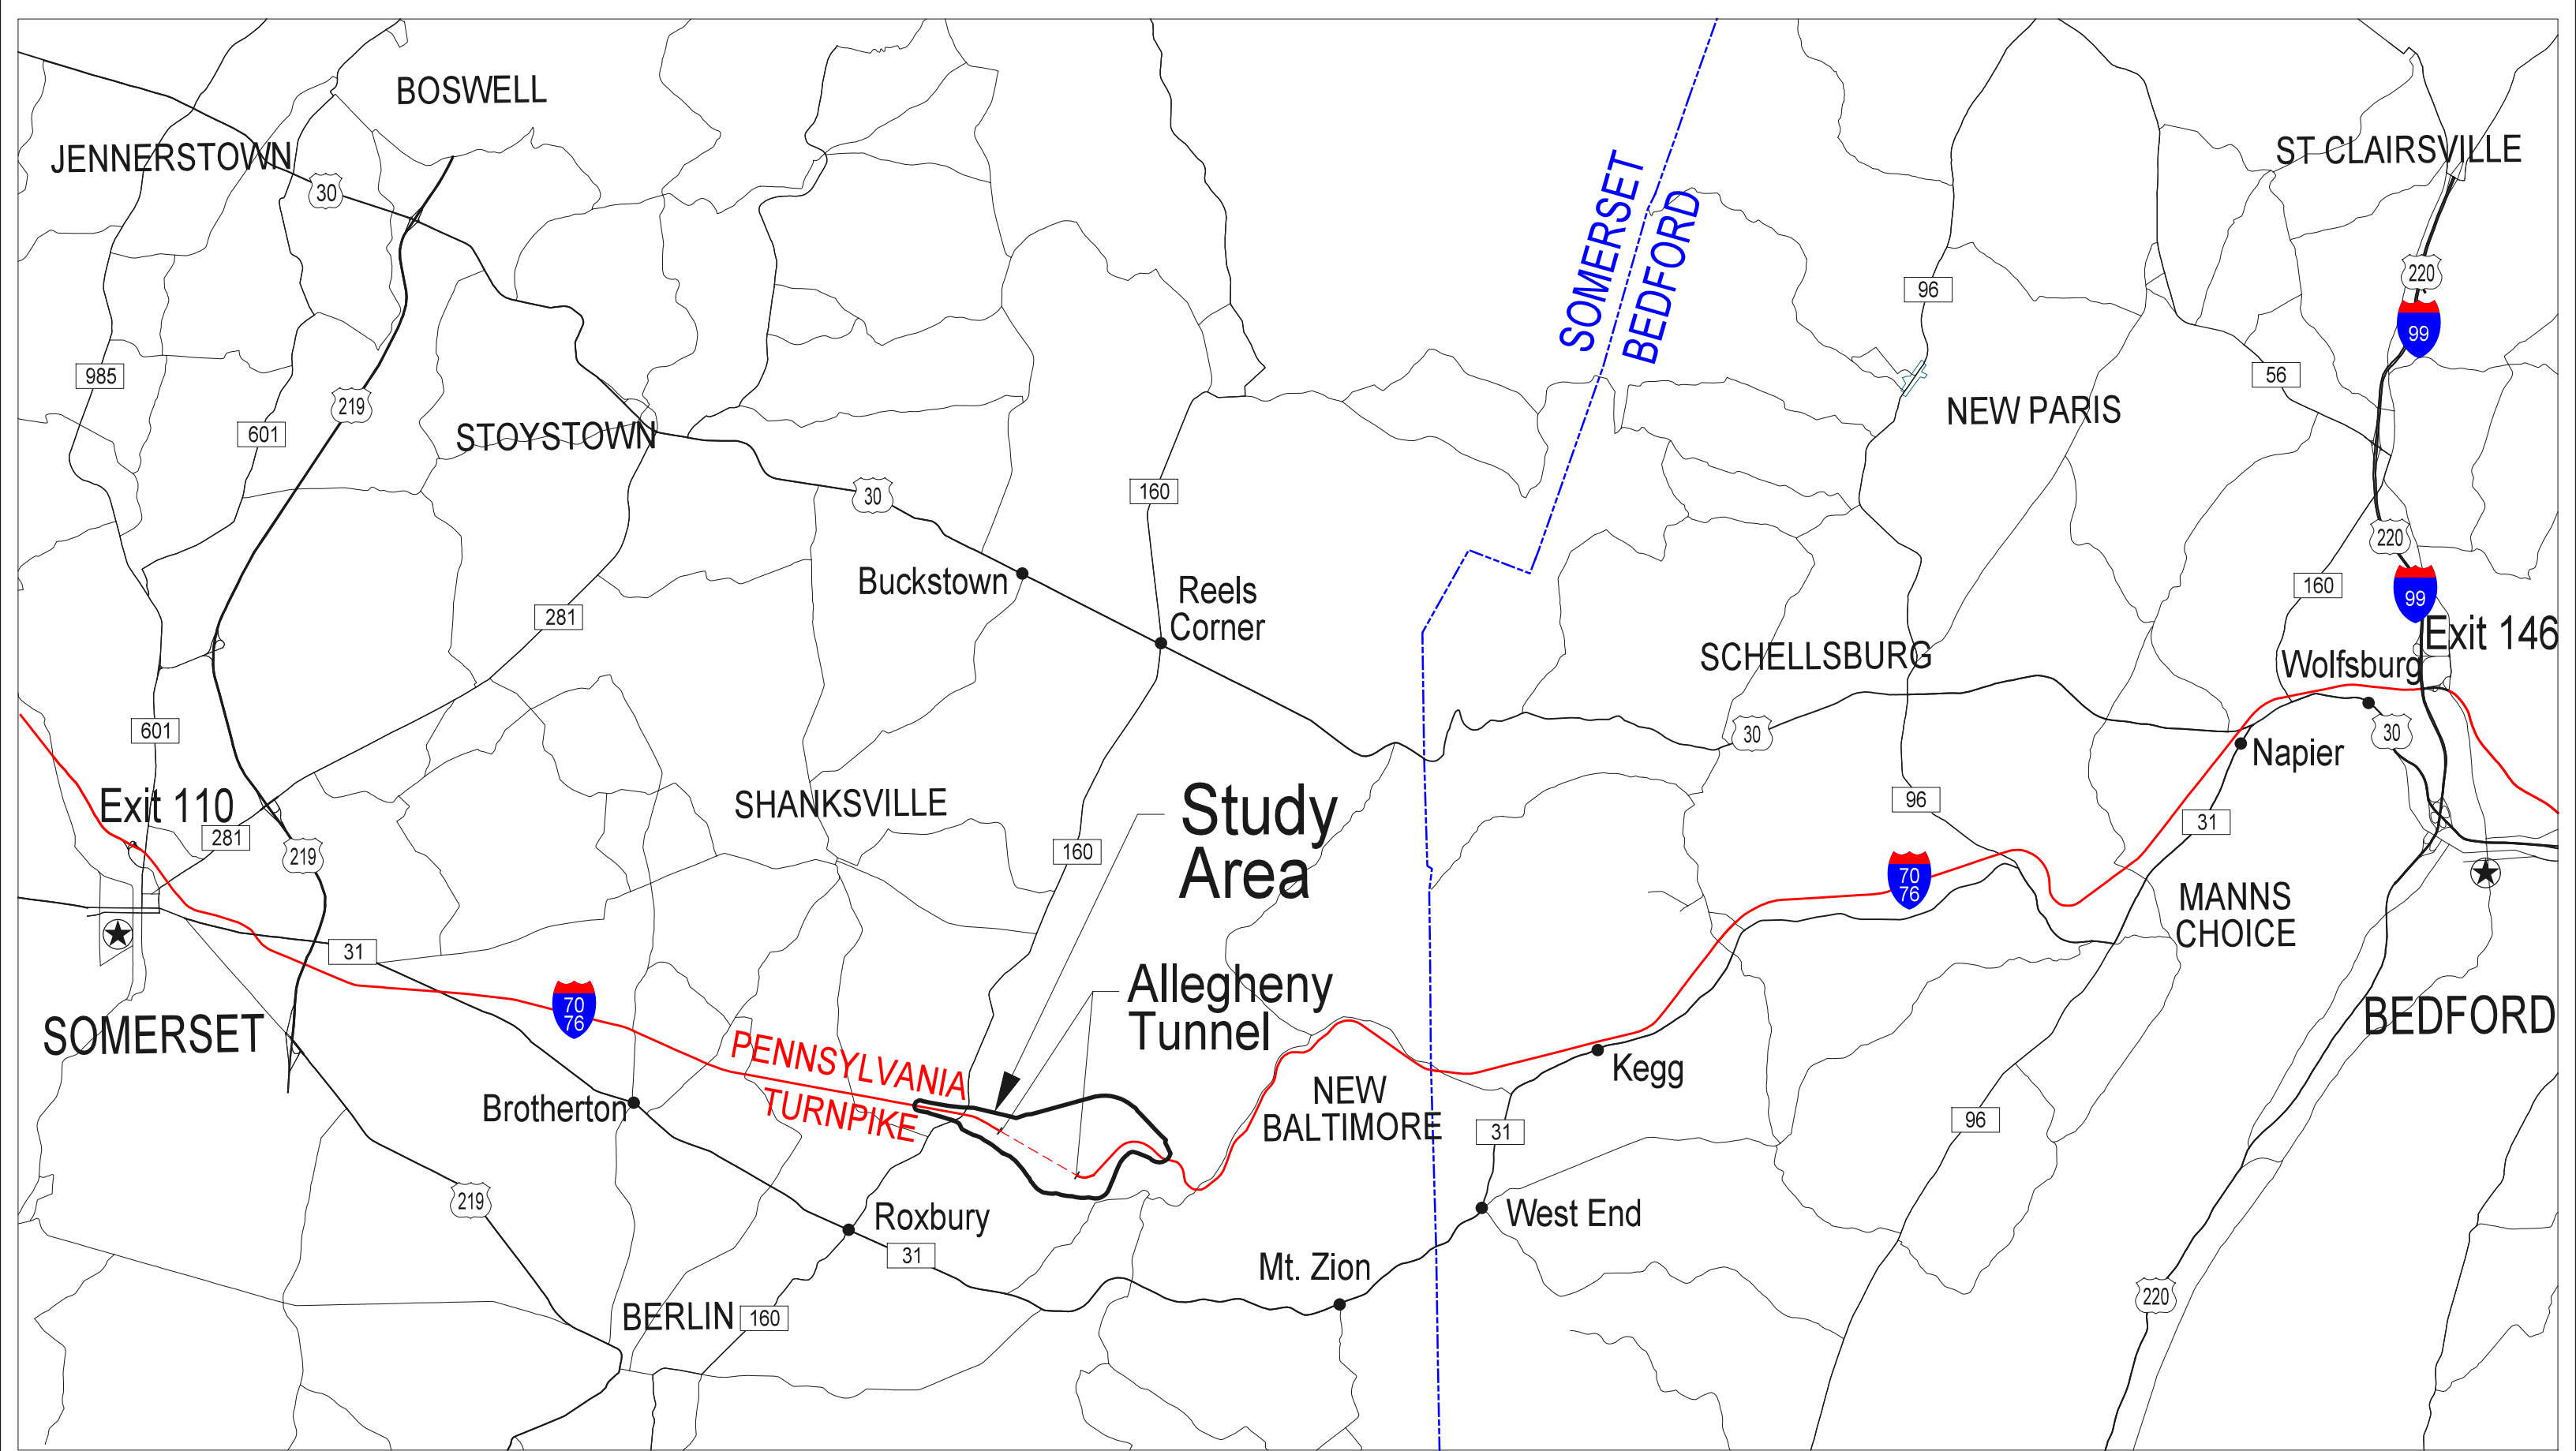 BOSWELL
JENNERSTOWN
ST CLAIRSVILLE
30
SOMERSET
BEDFORD
220
96
99
985
56
219
601
NEW PARIS
STOYSTOWN
160
30
220
Buckstown
Reels
Corner
160
99
281
Exit 146
SCHELLSBURG
Wolfsburg
601
30
30
Napier
Exit 110
SHANKSVILLE
Study
Area
96
31
281
219
160
70
76
MANNS
CHOICE
31
Allegheny
Tunnel
70
76
SOMERSET
BEDFORD
PENNSYLVANIA
TURNPIKE
Kegg
NEW
BALTIMORE
Brotherton
31
96
219
Roxbury
West End
31
Mt. Zion
220
BERLIN
160